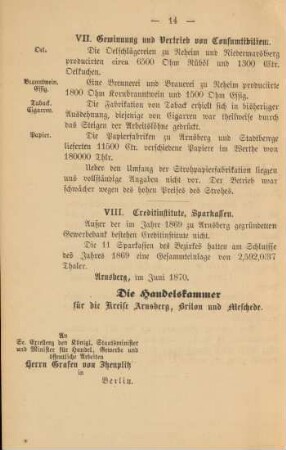 — 14 —
VII. Gewinnung und Vertrieb von Consumtibilien.
Oel. Die Oelschlägereien zu Neheim und Niedermarsberg
producirten circa 6500 Ohm Rüböl und 1300 Ctr.
Oelkuchen.
Branntwein. Essig. Eine Brennerei und Brauerei zu Neheim producirte
1800 Ohm Kornbranntwein und 1500 Ohm Essig.
Taback. Cigarren. Die Fabrikation von Taback erhielt sich in bisheriger
Ausdehnung, diejenige von Cigarren war theilweise gedrückt
durch das Steigen der Arbeitslöhne gedrückt.
Papier. Die Papierfabriken zu Arnsberg und Stadtberge
lieferten 11500 Ctr. verschiedene Papiere im Werthe von
180000 Thlr.
Ueber den Umfang der Strohpapierfabrikation liegen
uns vollständige Angaben nicht vor. Der Betrieb war
jedoch schwächer wegen des hohen Preises des Strohes.
VIII. Creditinstitute, Sparkassen.
Außer der im Jahre 1869 zu Arnsberg gegründeten
Gewerbebank bestehen Creditinstitute nicht.
Die 11 Sparkassen des Bezirks hatten am Schlusse
des Jahres 1869 eine Gesammteinlage von 2,592,037
Thaler.
Arnsberg, im Juni 1870.
Die Handelskammer
für die Kreise Arnsberg, Brilon und Meschede.
An
Se. Excellenz den Königl. Staatsminister
und Minister für Handel, Gewerbe und
öffentliche Arbeiten
Herrn Grafen von Itzenplitz
in
Berlin.